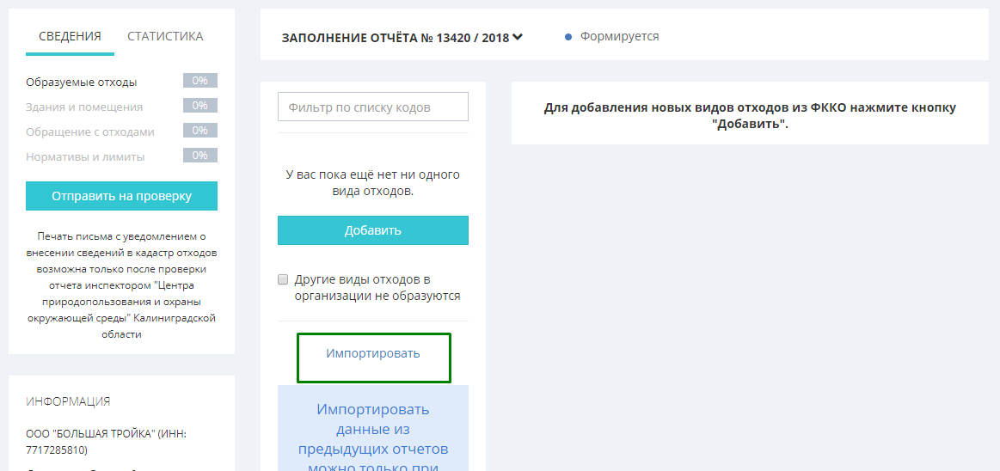 СВЕДЕНИЯ СТАТИСТИКА
Образуемые отходы 0%
Здания и помещения 0%
Обращение с отходами 0%
Нормативы и лимиты 0%
Отправить на проверку
Печать письма с уведомлением о
внесении сведений в кадастр отходов
возможна только после проверки
отчета инспектором "Центра
природопользования и охраны
окружающей среды" Калиниградской
области
ИНФОРМАЦИЯ
ООО "БОЛЬШАЯ ТРОЙКА" (ИНН:
7717285810)
ЗАПОЛНЕНИЕ ОТЧЁТА № 13420 / 2018
Формируется
Фильтр по списку кодов
У вас пока ещё нет ни одного
вида отходов.
Добавить
Другие виды отходов в
организации не образуются
Импортировать
Импортировать
данные из
предыдущих отчетов
можно только при
Для добавления новых видов отходов из ФККО нажмите кнопку
"Добавить".